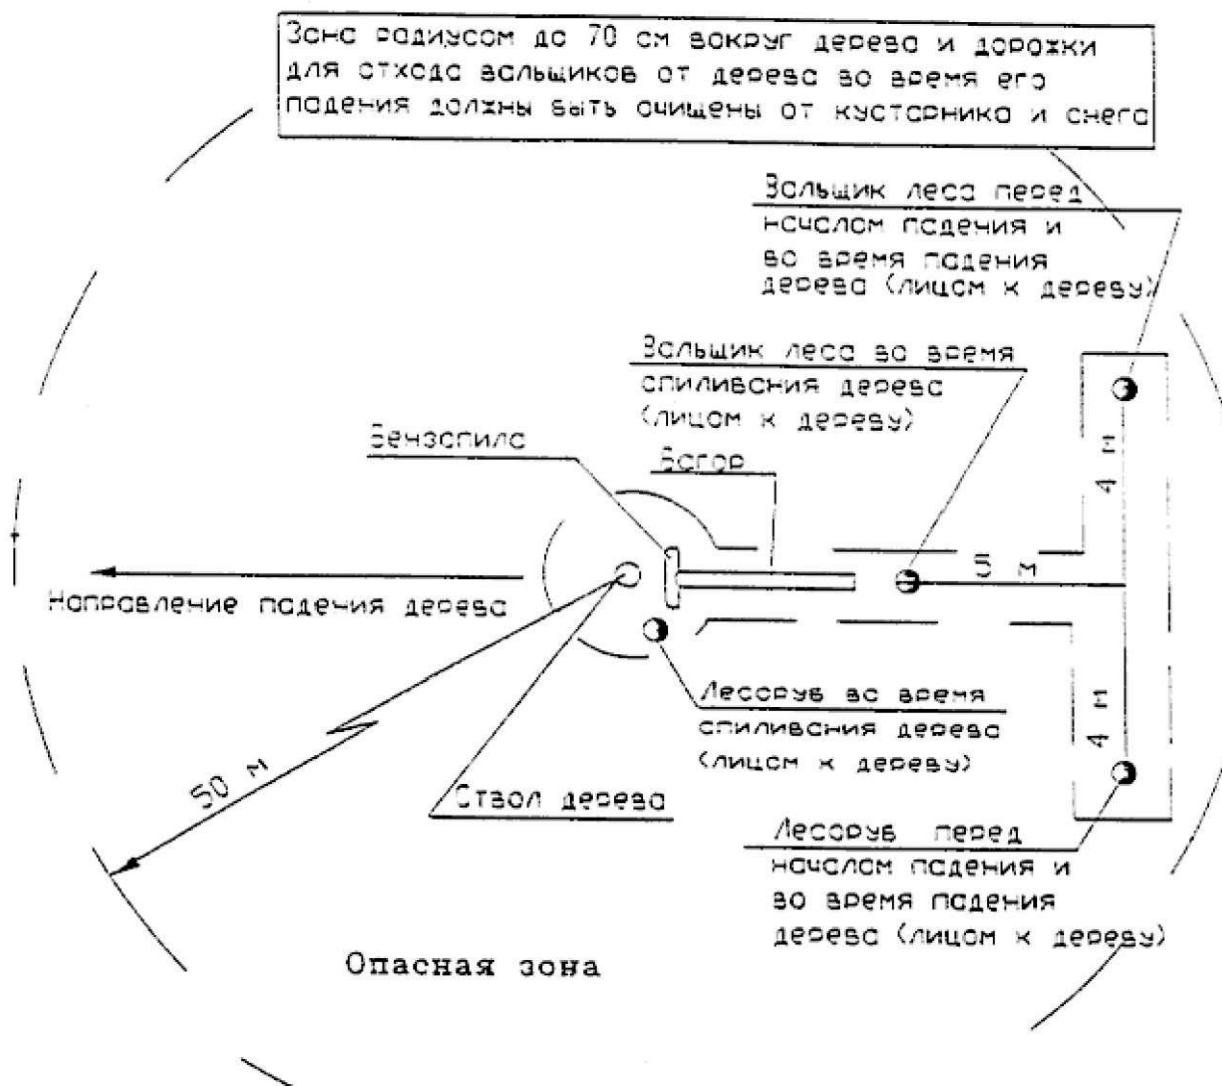 Зона радиусом до 70 см вокруг дерева и дорожки
для отхода вальщиков от дерева во время его
падения должны быть очищены от кустарника и снега
Вальщик леса перед
началом падения и
во время падения
дерева (лицом к дереву)
Вальщик леса во время
спиливания дерева
(лицом к дереву)
Бензопила
Багор
4 м
5 м
Направление падения дерева
Лесоруб во время
спиливания дерева
(лицом к дереву)
4 м
50 м
Ствол дерева
Лесоруб перед
началом падения и
во время падения
дерева (лицом к дереву)
Опасная зона